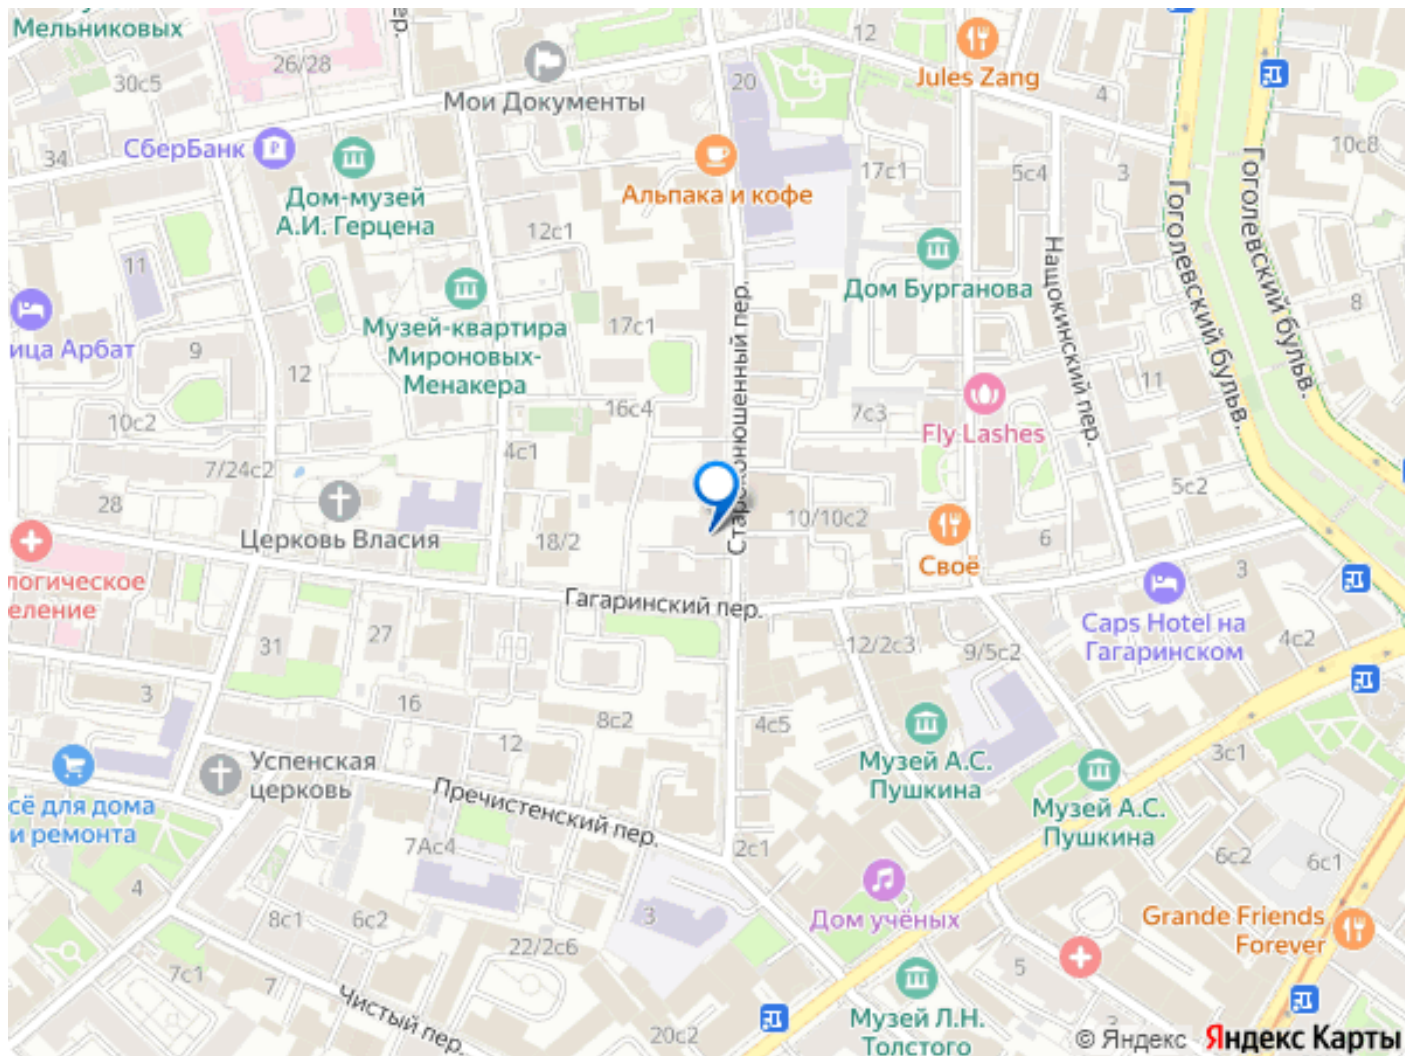 Мельниковых
26/28
30с5
Мои Документы
12
20
Jules Zang
4
10с8
34
СберБанк
Дом-музей
А.И. Герцена
Альпака и кофе
17с1
5с4
3
11
12с1
Дом Бурганова
Нащокинский пер.
Гоголевский бульв.
Гоголевский бульв.
8
ица Арбат
9
12
Музей-квартира
Мироновых-
Менакера
17с1
Староконюшенный пер.
11
10с2
16с4
7с3
Fly Lashes
7/24с2
4с1
28
5с2
Церковь Власия
18/2
10/10с2
Своё
6
логическое
еление
Гагаринский пер.
3
Caps Hotel на
Гагаринском
4с2
31
27
12/2с3
9/5с2
3
16
8с2
4с5
12
Музей А.С.
Пушкина
3с1
Успенская
церковь
Пречистенский пер.
сё для дома
и ремонта
Музей А.С.
Пушкина
7Ас4
2с1
6с2
6с1
4
8с1
6с2
3
Дом учёных
Grande Friends
Forever
22/2с6
5
7с1
7
Чистый пер.
20с2
Музей Л.Н.
Толстого
© Яндекс Яндекс Карты